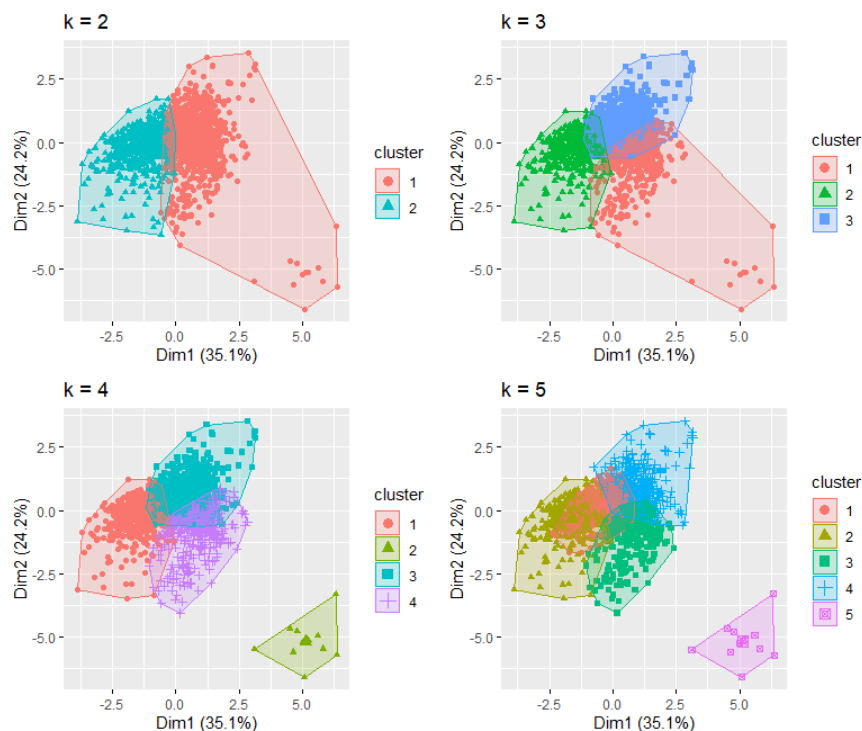 k = 2
2.5
0.0
-2.5
-5.0
Dim2 (24.2%)
-2.5 0.0 2.5 5.0
Dim1 (35.1%)
cluster
1
2
k = 3
2.5
0.0
-2.5
-5.0
Dim2 (24.2%)
-2.5 0.0 2.5 5.0
Dim1 (35.1%)
cluster
1
2
3
k = 4
2.5
0.0
-2.5
-5.0
Dim2 (24.2%)
-2.5 0.0 2.5 5.0
Dim1 (35.1%)
cluster
1
2
3
4
k = 5
2.5
0.0
-2.5
-5.0
Dim2 (24.2%)
-2.5 0.0 2.5 5.0
Dim1 (35.1%)
cluster
1
2
3
4
5